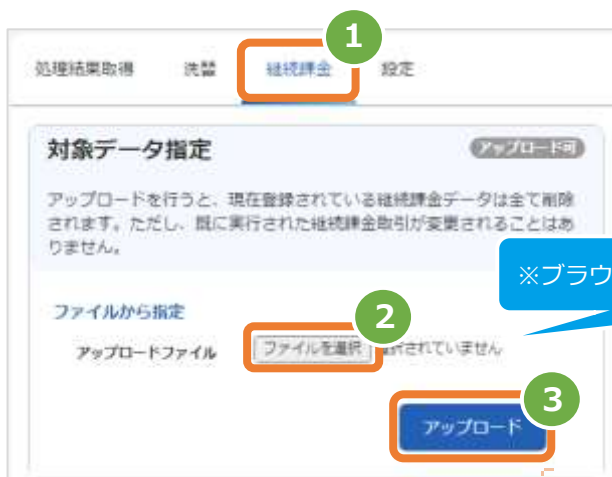 1
処理結果取得 洗替 継続課金 設定
対象データ指定 アップロード可
アップロードを行うと、現在登録されている継続課金データは全て削除
されます。ただし、既に実行された継続課金取引が変更されることはあ
りません。
※ブラウ
ファイルから指定
2
アップロードファイル ファイルを選択 選択されていません
3
アップロード